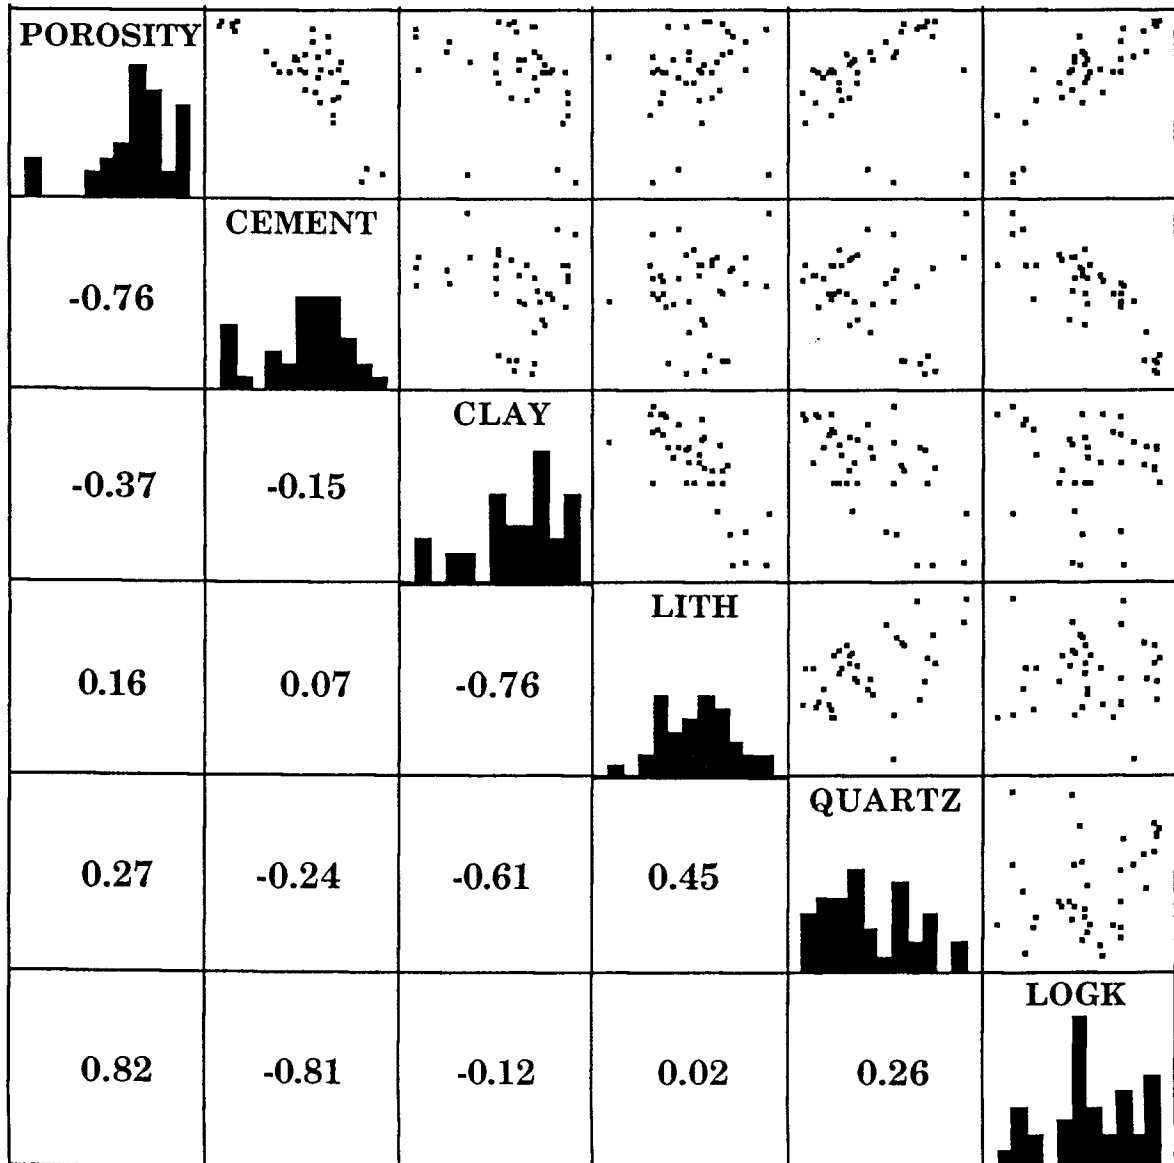 POROSITY
CEMENT
-0.76
CLAY
-0.37 -0.15
LITH
0.16 0.07 -0.76
QUARTZ
0.27 -0.24 -0.61 0.45
LOGK
0.82 -0.81 -0.12 0.02 0.26